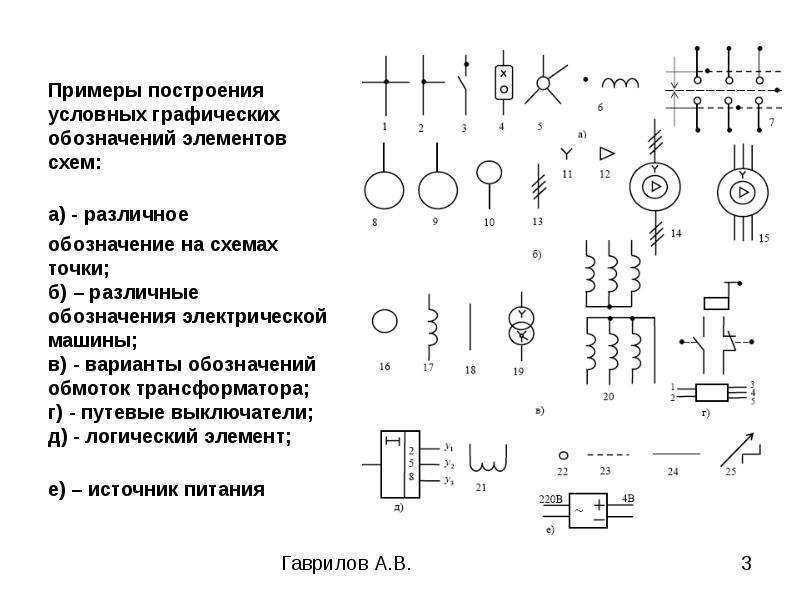 Примеры построения
условных графических
обозначений элементов
схем:
а) - различное
обозначение на схемах
точки;
б) – различные
обозначения электрической
машины;
в) - варианты обозначений
обмоток трансформатора;
г) - путевые выключатели;
д) - логический элемент;
е) – источник питания
1 2 3 4 5 6 7
а)
8 9 10 11 12 13 14 15
б)
16 17 18 19 20
в)
1 2 3 4 5
г)
2 y₁
5 y₂
8 y₃
д)
21 22 23 24 25
220В ~ + − 4В
е)
Гаврилов А.В. 3